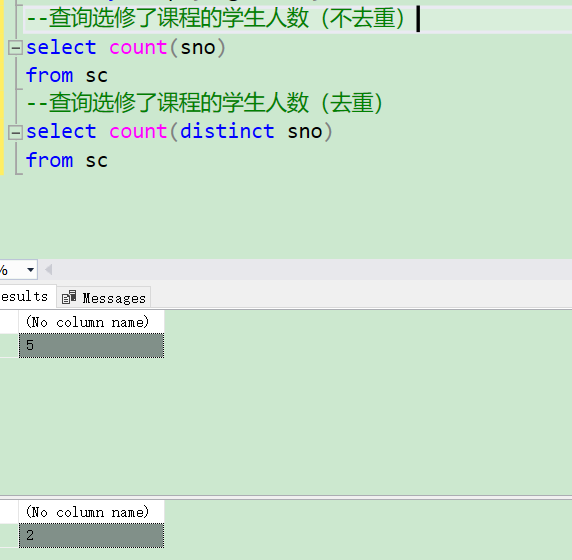 --查询选修了课程的学生人数（不去重）
select count(sno)
from sc
--查询选修了课程的学生人数（去重）
select count(distinct sno)
from sc
%
esults Messages
(No column name)
5
(No column name)
2